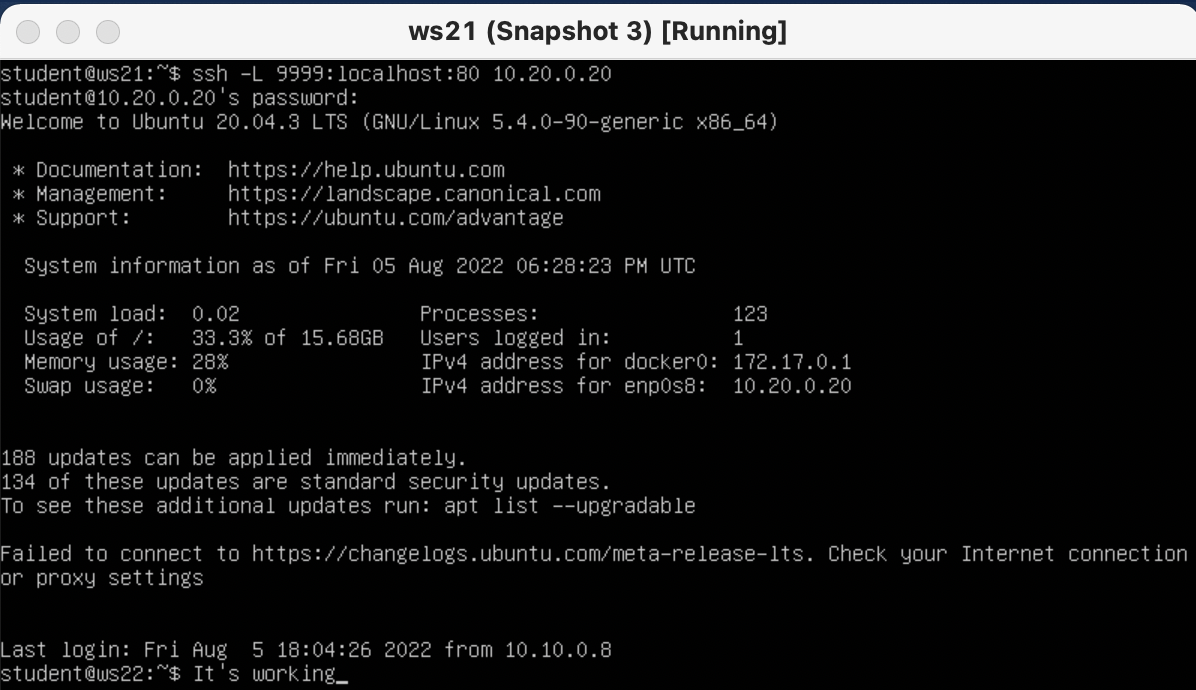 ws21 (Snapshot 3) [Running]
student@ws21:~$ ssh -L 9999:localhost:80 10.20.0.20
student@10.20.0.20's password:
Welcome to Ubuntu 20.04.3 LTS (GNU/Linux 5.4.0-90-generic x86_64)
* Documentation:  https://help.ubuntu.com
* Management:     https://landscape.canonical.com
* Support:        https://ubuntu.com/advantage
System information as of Fri 05 Aug 2022 06:28:23 PM UTC
System load:  0.02               Processes:                123
Usage of /:   33.3% of 15.68GB   Users logged in:          1
Memory usage: 28%                IPv4 address for docker0: 172.17.0.1
Swap usage:   0%                 IPv4 address for enp0s8:  10.20.0.20
188 updates can be applied immediately.
134 of these updates are standard security updates.
To see these additional updates run: apt list --upgradable
Failed to connect to https://changelogs.ubuntu.com/meta-release-lts. Check your Internet connection
or proxy settings
Last login: Fri Aug  5 18:04:26 2022 from 10.10.0.8
student@ws22:~$ It's working_